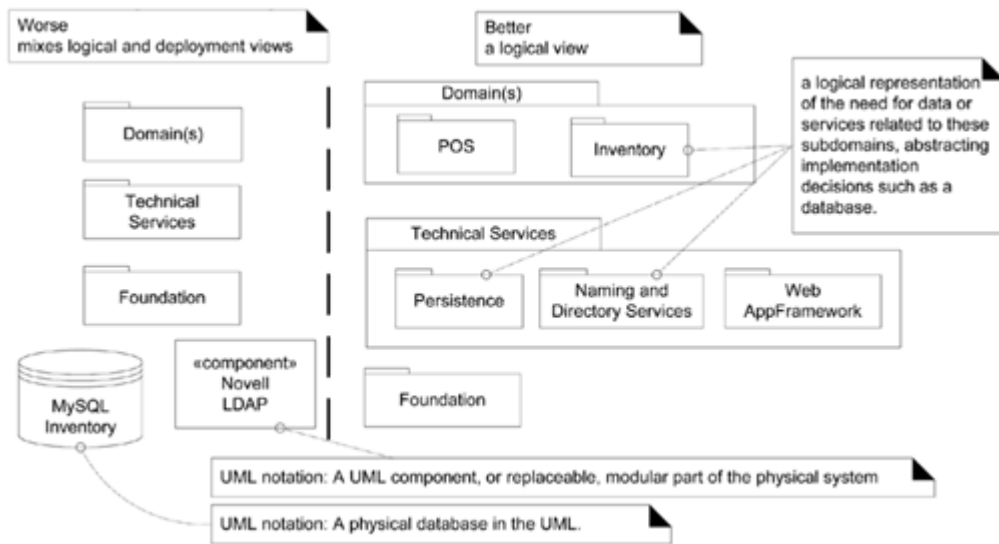 Worse
mixes logical and deployment views
Domain(s)
Technical
Services
Foundation
MySQL
Inventory
«component»
Novell
LDAP
Better
a logical view
Domain(s)
POS
Inventory
Technical Services
Persistence
Naming and
Directory Services
Web
AppFramework
Foundation
a logical representation
of the need for data or
services related to these
subdomains, abstracting
implementation
decisions such as a
database.
UML notation: A UML component, or replaceable, modular part of the physical system
UML notation: A physical database in the UML.